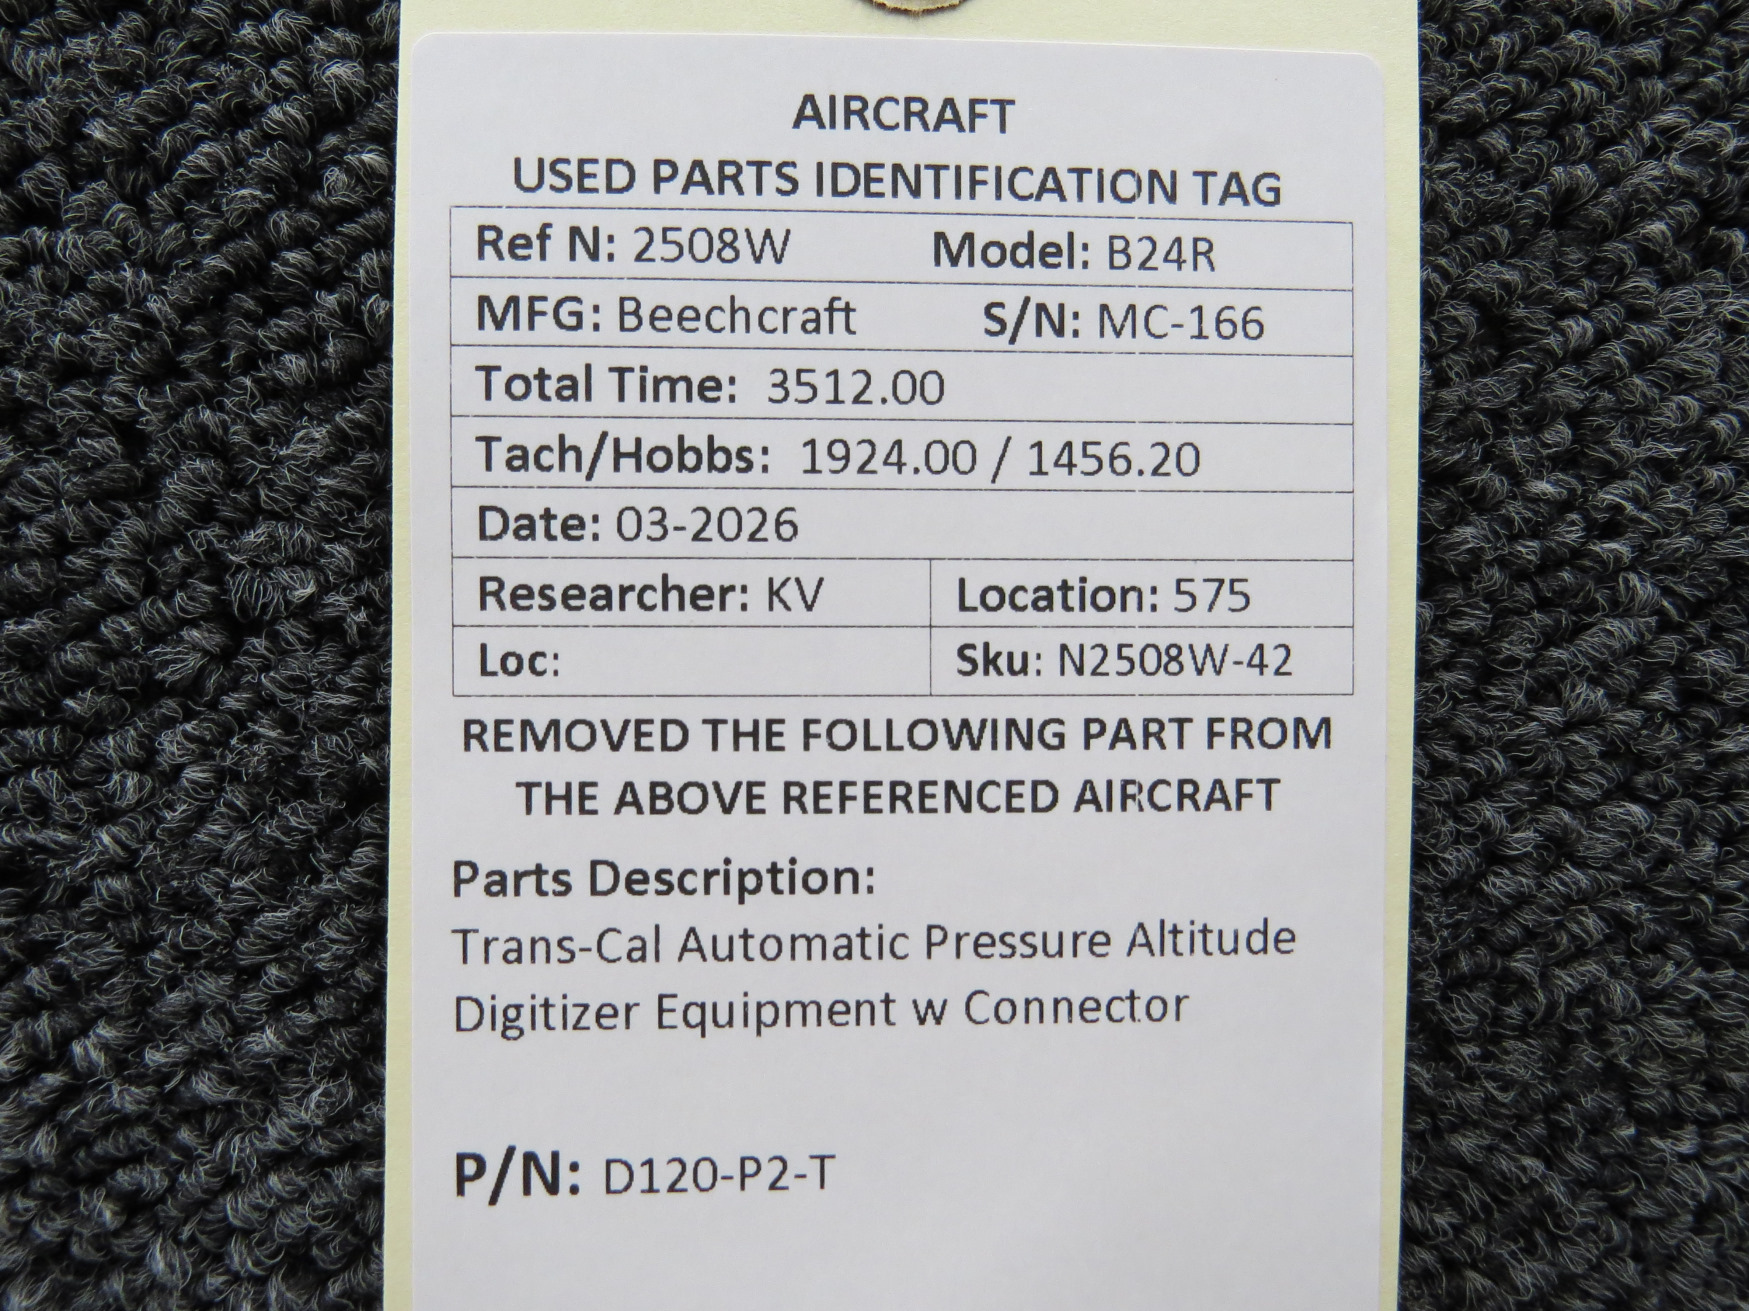 AIRCRAFT
USED PARTS IDENTIFICATION TAG
Ref N: 2508W Model: B24R
MFG: Beechcraft S/N: MC-166
Total Time: 3512.00
Tach/Hobbs: 1924.00 / 1456.20
Date: 03-2026
Researcher: KV Location: 575
Loc: Sku: N2508W-42
REMOVED THE FOLLOWING PART FROM
THE ABOVE REFERENCED AIRCRAFT
Parts Description:
Trans-Cal Automatic Pressure Altitude
Digitizer Equipment w Connector
P/N: D120-P2-T